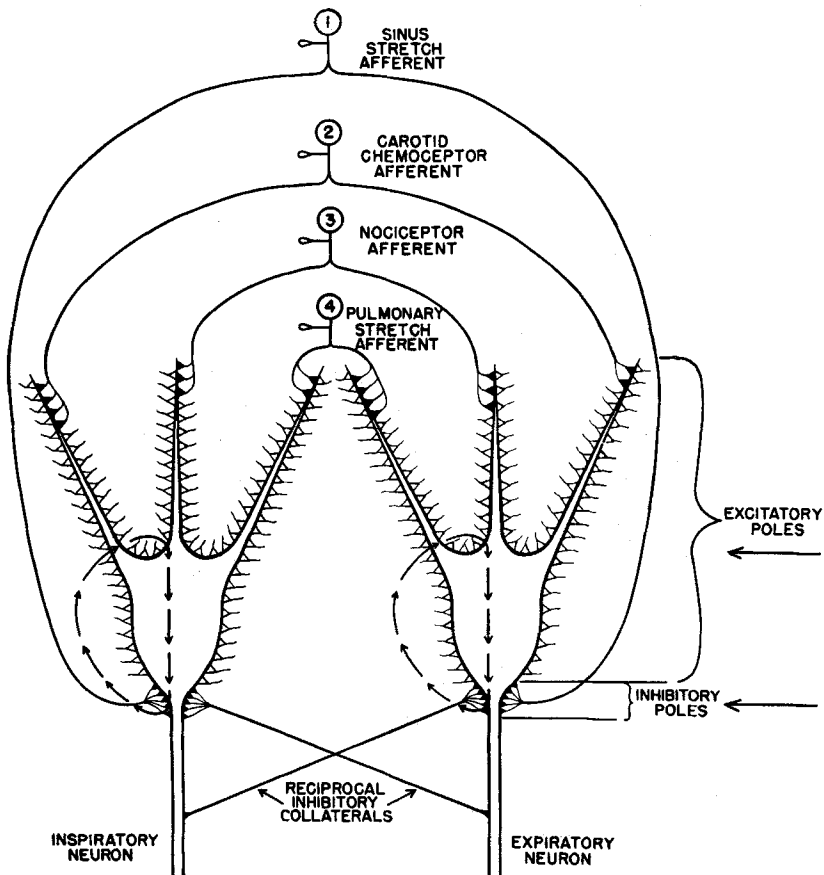 1
SINUS
STRETCH
AFFERENT
2
CAROTID
CHEMOCEPTOR
AFFERENT
3
NOCICEPTOR
AFFERENT
4
PULMONARY
STRETCH
AFFERENT
EXCITATORY
POLES
INHIBITORY
POLES
RECIPROCAL
INHIBITORY
COLLATERALS
INSPIRATORY
NEURON
EXPIRATORY
NEURON